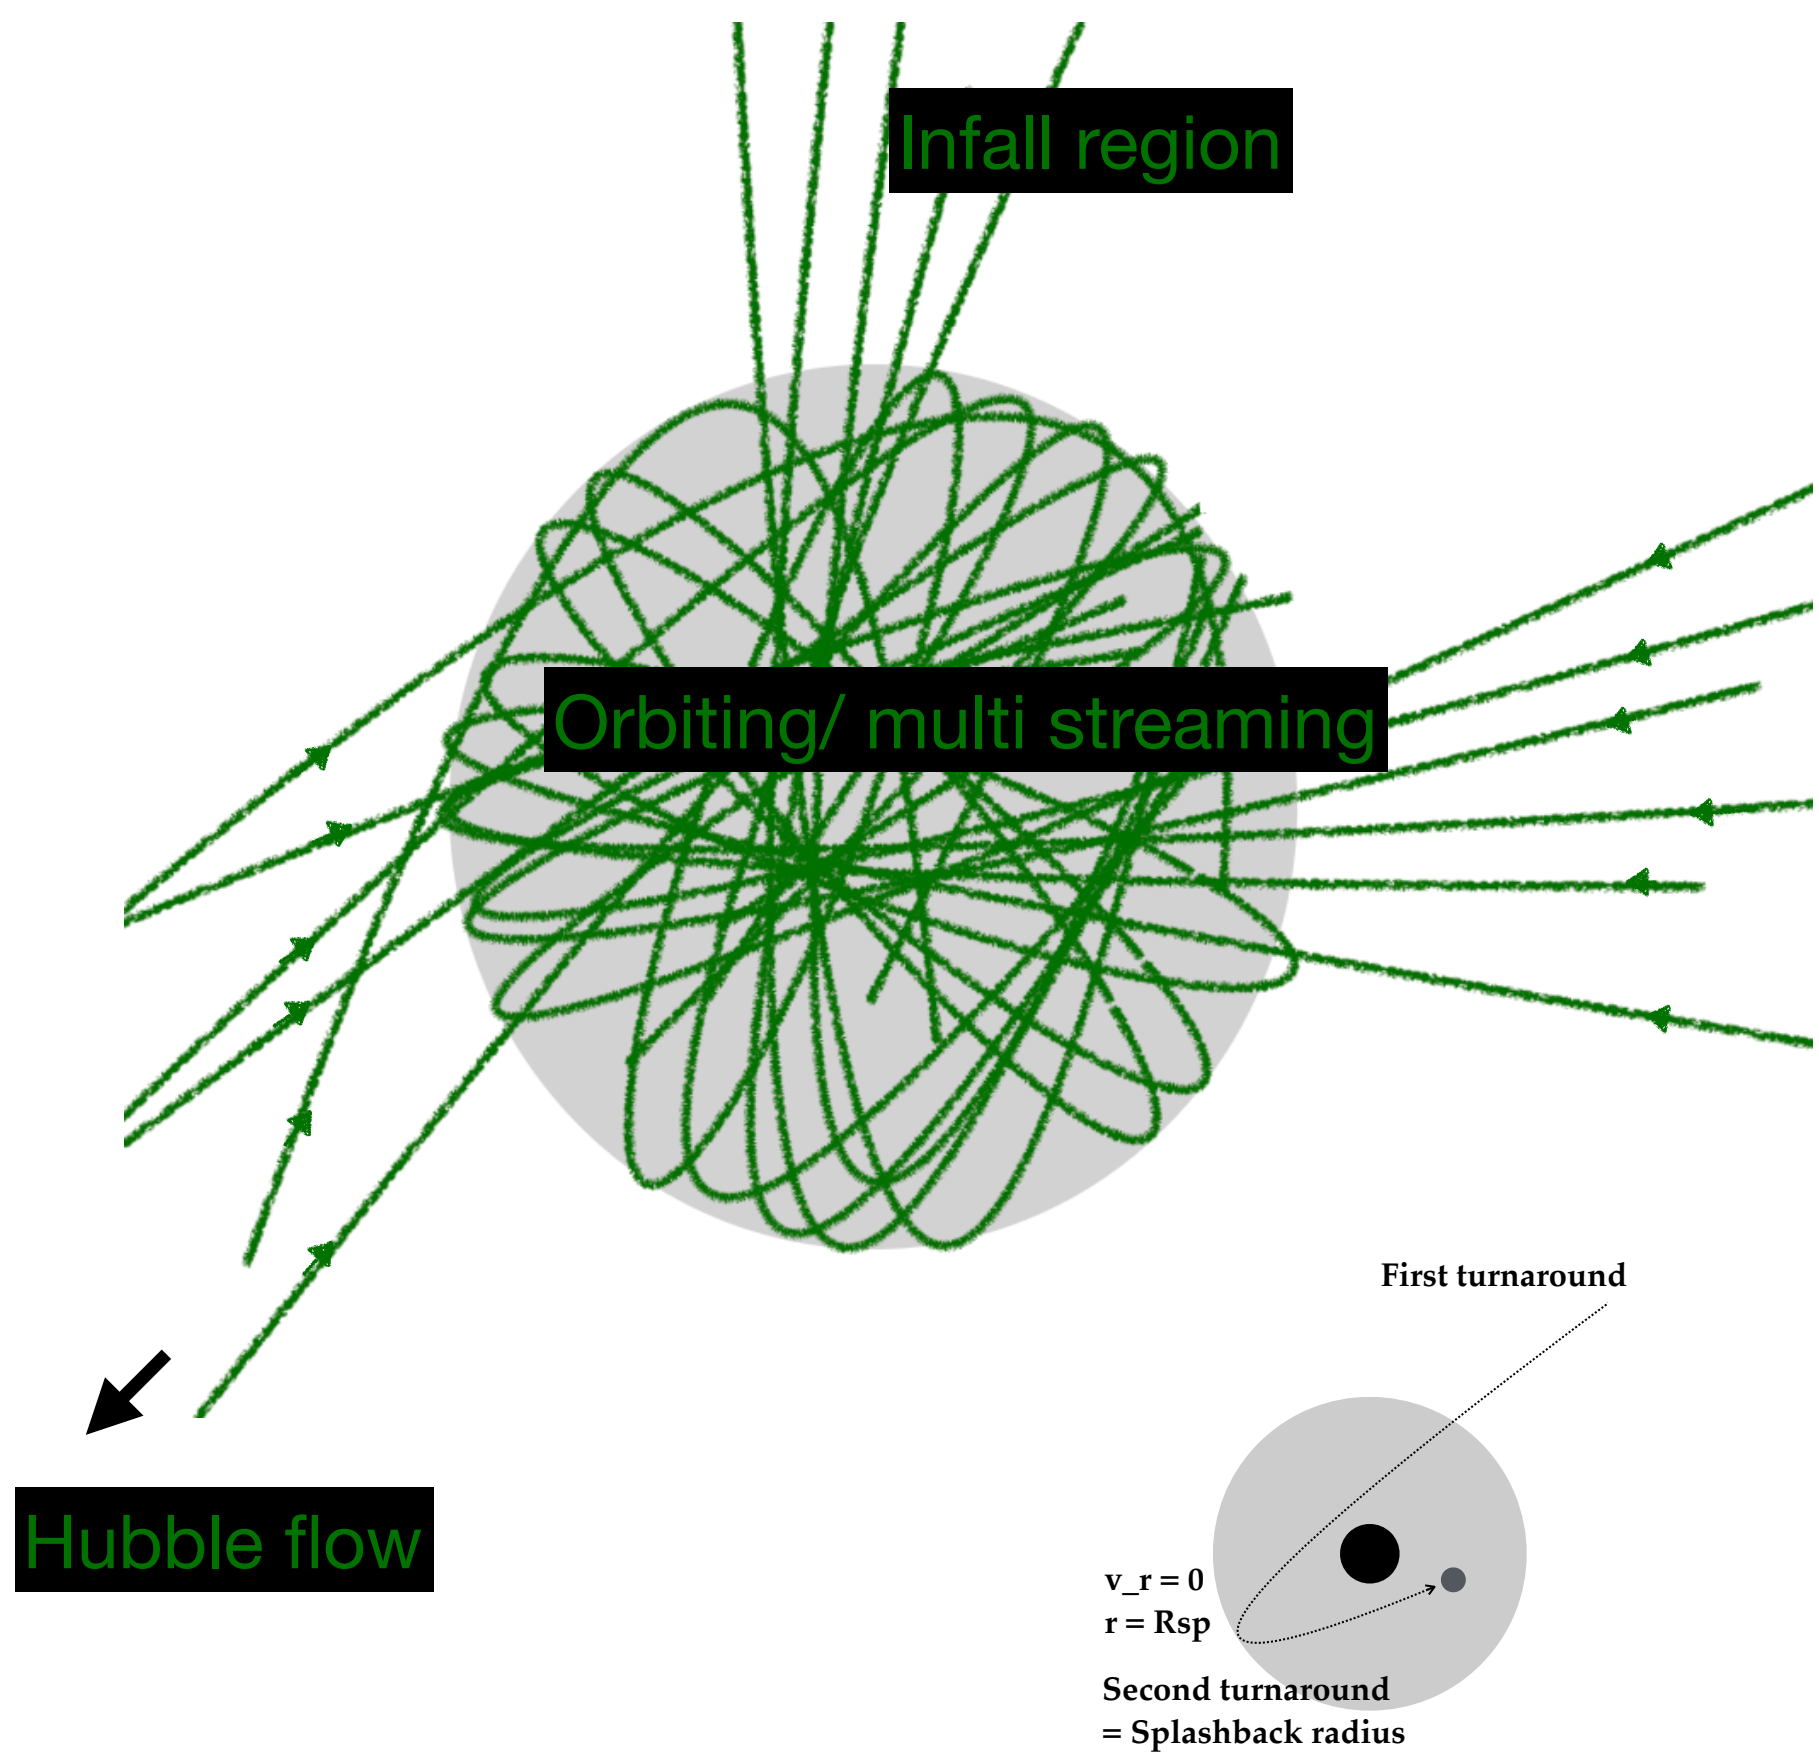 Infall region
Orbiting/ multi streaming
Hubble flow
First turnaround
v_r = 0
r = Rsp
Second turnaround
= Splashback radius